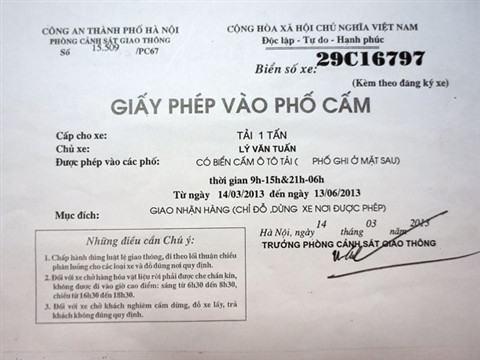 CÔNG AN THÀNH PHỐ HÀ NỘI
PHÒNG CẢNH SÁT GIAO THÔNG
Số 15.509 /PC67
CỘNG HÒA XÃ HỘI CHỦ NGHĨA VIỆT NAM
Độc lập - Tự do - Hạnh phúc
Biển số xe: 29C16797
(Kèm theo đăng ký xe)
GIẤY PHÉP VÀO PHỐ CẤM
Cấp cho xe: TẢI 1 TẤN
Chủ xe: LÝ VĂN TUẤN
Được phép vào các phố: CÓ BIỂN CẤM Ô TÔ TẢI ( PHỐ GHI Ở MẶT SAU)
thời gian 9h-15h&21h-06h
Từ ngày 14/03/2013 đến ngày 13/06/2013
Mục đích: GIAO NHẬN HÀNG (CHỈ ĐỖ ,DỪNG XE NƠI ĐƯỢC PHÉP)
Hà Nội, ngày 14 tháng 03 năm 2013
TRƯỞNG PHÒNG CẢNH SÁT GIAO THÔNG
Những điều cần Chú ý:
1. Chấp hành đúng luật lệ giao thông, đi theo lối thuận chiều phân luồng cho các loại xe và đỗ đúng nơi quy định.
2. Đối với xe chở hàng hóa vật liệu rời phải được che chắn kín, không được đi vào giờ cao điểm: sáng từ 6h30 đến 8h30, chiều từ 16h30 đến 18h30.
3. Đối với xe chở khách nghiêm cấm dừng, đỗ xe lấy, trả khách không đúng quy định.